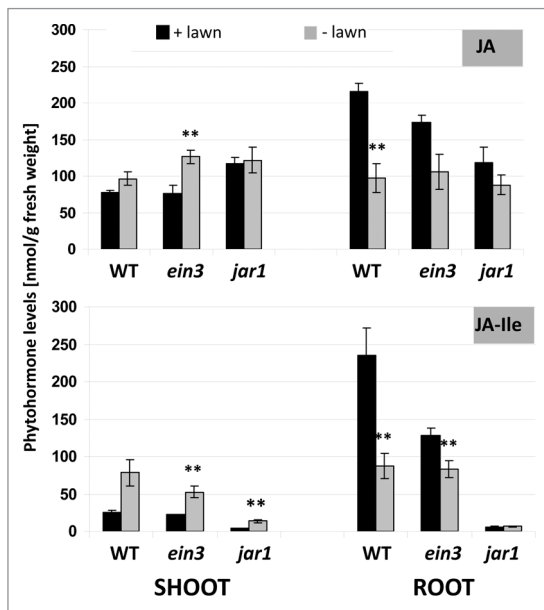 + lawn - lawn
JA
Phytohormone levels [nmol/g fresh weight]
300
250
200
150
100
50
0
**
**
WT ein3 jar1 WT ein3 jar1
JA-Ile
300
250
200
150
100
50
0
** ** ** **
WT ein3 jar1 WT ein3 jar1
SHOOT ROOT